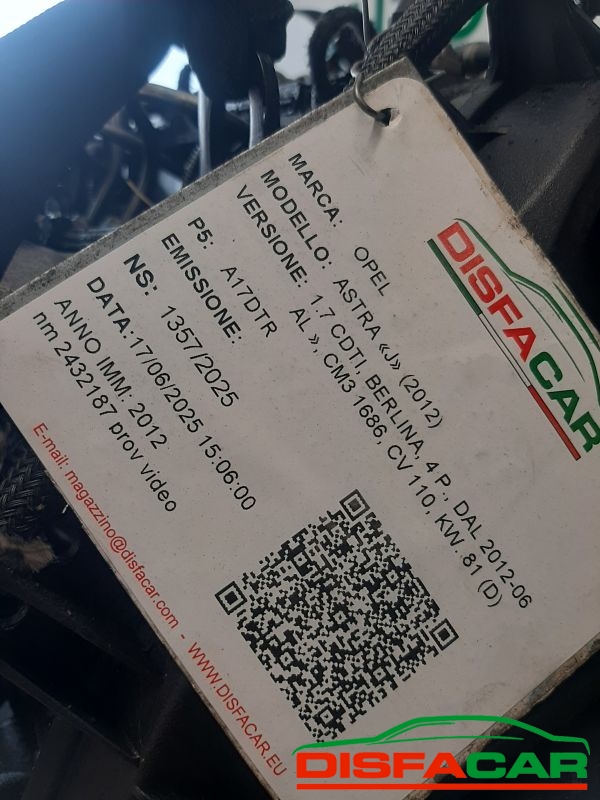 MARCA: OPEL
MODELLO: ASTRA «J» (2012)
VERSIONE: 1.7 CDTI, BERLINA, 4 P., DAL 2012-06
AL », CM3 1686, CV 110, KW. 81 (D)
P5: A17DTR
EMISSIONE:
NS: 1357/2025
DATA: 17/06/2025 15:06:00
ANNO IMM: 2012
nm 2432187 prov video
E-mail: magazzino@disfacar.com - WWW.DISFACAR.EU
DISFACAR
DISFACAR